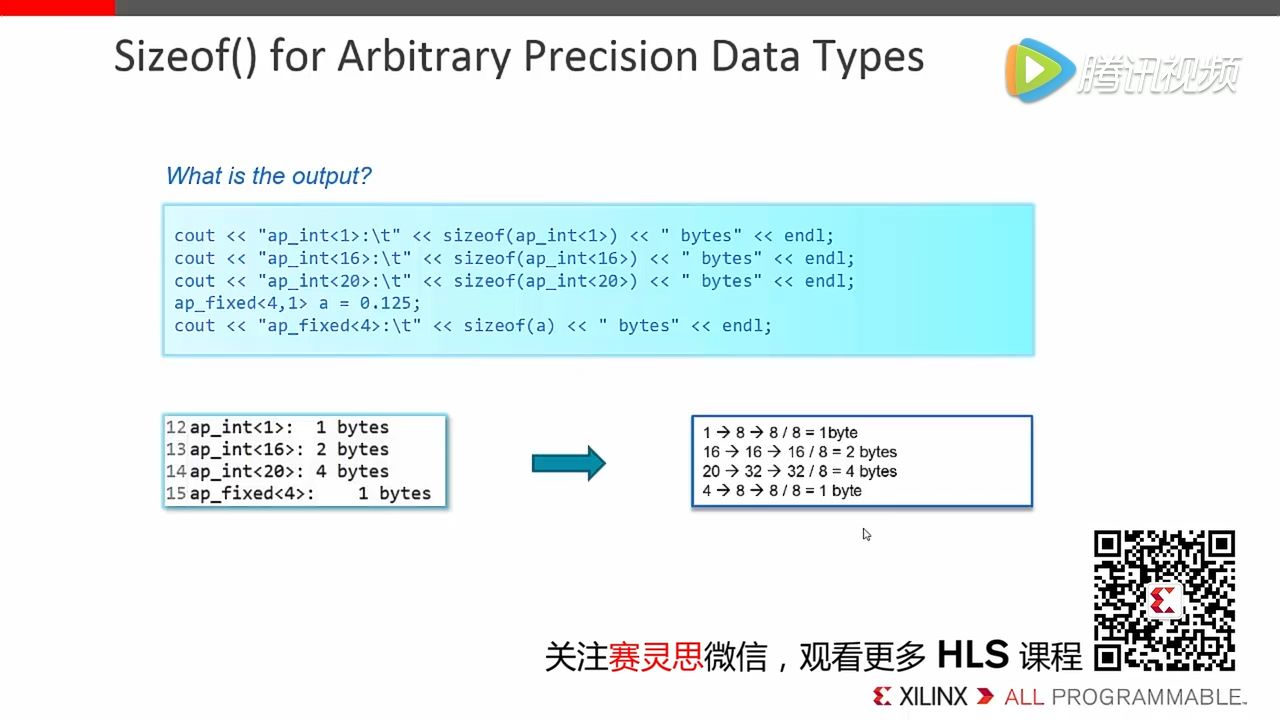 Sizeof() for Arbitrary Precision Data Types
腾讯视频
What is the output?
cout << "ap_int<1>:\t" << sizeof(ap_int<1>) << " bytes" << endl;
cout << "ap_int<16>:\t" << sizeof(ap_int<16>) << " bytes" << endl;
cout << "ap_int<20>:\t" << sizeof(ap_int<20>) << " bytes" << endl;
ap_fixed<4,1> a = 0.125;
cout << "ap_fixed<4>:\t" << sizeof(a) << " bytes" << endl;
12 ap_int<1>: 1 bytes
13 ap_int<16>: 2 bytes
14 ap_int<20>: 4 bytes
15 ap_fixed<4>: 1 bytes
1 → 8 → 8 / 8 = 1byte
16 → 16 → 16 / 8 = 2 bytes
20 → 32 → 32 / 8 = 4 bytes
4 → 8 → 8 / 8 = 1 byte
关注赛灵思微信，观看更多 HLS 课程
XILINX ALL PROGRAMMABLE™